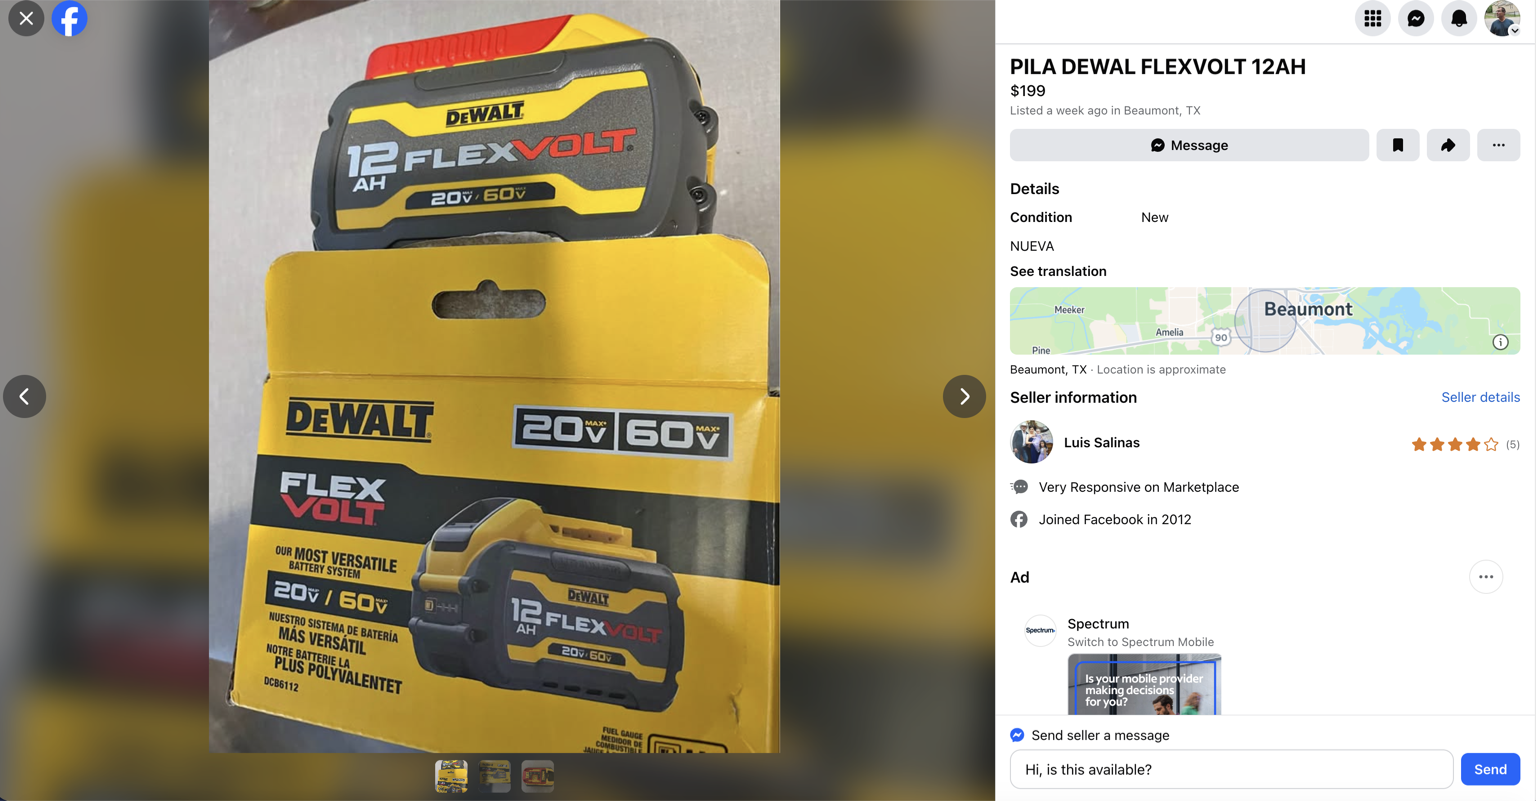 DEWALT
12 AH FLEXVOLT
20V MAX* / 60V MAX*
DEWALT
20V MAX* 60V MAX*
FLEX
VOLT
OUR MOST VERSATILE
BATTERY SYSTEM
20V MAX* / 60V MAX*
NUESTRO SISTEMA DE BATERÍA
MÁS VERSÁTIL
NOTRE BATTERIE LA
PLUS POLYVALENTET
DCB6112
DEWALT
12 AH FLEXVOLT
20V / 60V
FUEL GAUGE
MEDIDOR DE
COMBUSTIBLE
PILA DEWAL FLEXVOLT 12AH
$199
Listed a week ago in Beaumont, TX
Message
Details
Condition New
NUEVA
See translation
Meeker
Beaumont
Amelia
90
Pine
Beaumont, TX · Location is approximate
Seller information Seller details
Luis Salinas (5)
Very Responsive on Marketplace
Joined Facebook in 2012
Ad
Spectrum
Spectrum
Switch to Spectrum Mobile
Is your mobile provider
making decisions
for you?
Send seller a message
Hi, is this available? Send